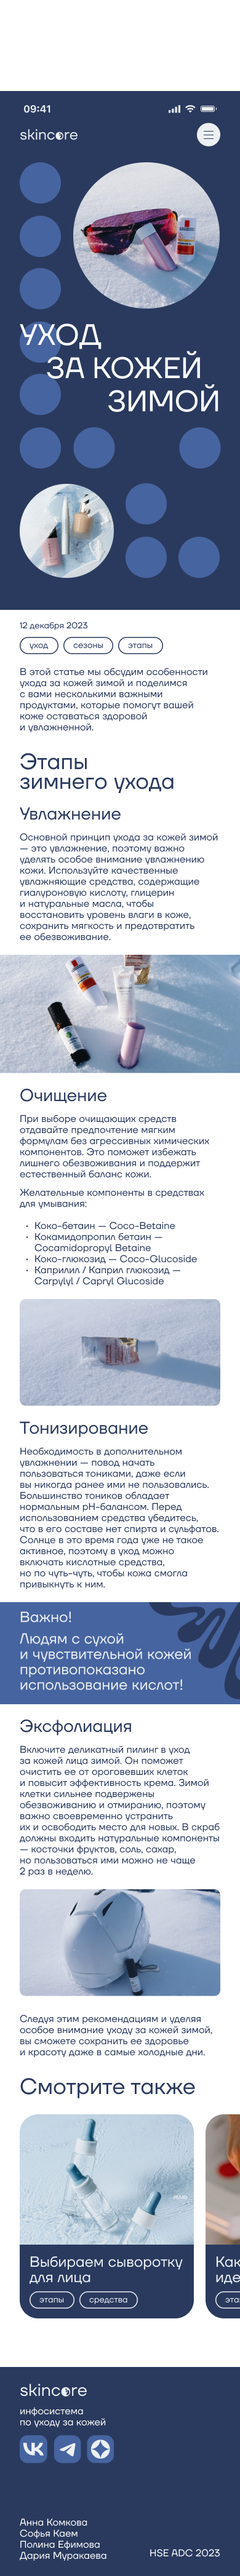 09:41
skincore
УХОД
ЗА КОЖЕЙ
ЗИМОЙ
12 декабря 2023
уход
сезоны
этапы
В этой статье мы обсудим особенности
ухода за кожей зимой и поделимся
с вами несколькими важными
продуктами, которые помогут вашей
коже оставаться здоровой
и увлажненной.
Этапы
зимнего ухода
Увлажнение
Основной принцип ухода за кожей зимой
— это увлажнение, поэтому важно
уделять особое внимание увлажнению
кожи. Используйте качественные
увлажняющие средства, содержащие
гиалуроновую кислоту, глицерин
и натуральные масла, чтобы
восстановить уровень влаги в коже,
сохранить мягкость и предотвратить
ее обезвоживание.
Очищение
При выборе очищающих средств
отдавайте предпочтение мягким
формулам без агрессивных химических
компонентов. Это поможет избежать
лишнего обезвоживания и поддержит
естественный баланс кожи.
Желательные компоненты в средствах
для умывания:
· Коко-бетаин — Coco-Betaine
· Кокамидопропил бетаин —
Cocamidopropyl Betaine
· Коко-глюкозид — Coco-Glucoside
· Каприлил / Каприл глюкозид —
Carpylyl / Capryl Glucoside
Тонизирование
Необходимость в дополнительном
увлажнении — повод начать
пользоваться тониками, даже если
вы никогда ранее ими не пользовались.
Большинство тоников обладает
нормальным pH-балансом. Перед
использованием средства убедитесь,
что в его составе нет спирта и сульфатов.
Солнце в это время года уже не такое
активное, поэтому в уход можно
включать кислотные средства,
но по чуть-чуть, чтобы кожа смогла
привыкнуть к ним.
Важно!
Людям с сухой
и чувствительной кожей
противопоказано
использование кислот!
Эксфолиация
Включите деликатный пилинг в уход
за кожей лица зимой. Он поможет
очистить ее от ороговевших клеток
и повысит эффективность крема. Зимой
клетки сильнее подвержены
обезвоживанию и отмиранию, поэтому
важно своевременно устранить
их и освободить место для новых. В скраб
должны входить натуральные компоненты
— косточки фруктов, соль, сахар,
но пользоваться ими можно не чаще
2 раз в неделю.
Следуя этим рекомендациям и уделяя
особое внимание уходу за кожей зимой,
вы сможете сохранить ее здоровье
и красоту даже в самые холодные дни.
Смотрите также
Выбираем сыворотку
для лица
этапы
средства
Как
иде
эта
skincore
инфосистема
по уходу за кожей
Анна Комкова
Софья Каем
Полина Ефимова
Дария Муракаева
HSE ADC 2023